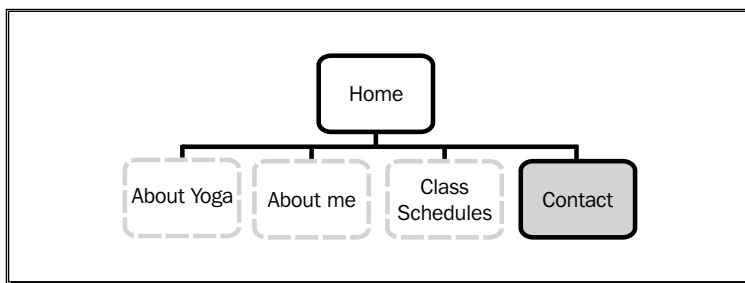 Home
About Yoga
About me
Class
Schedules
Contact